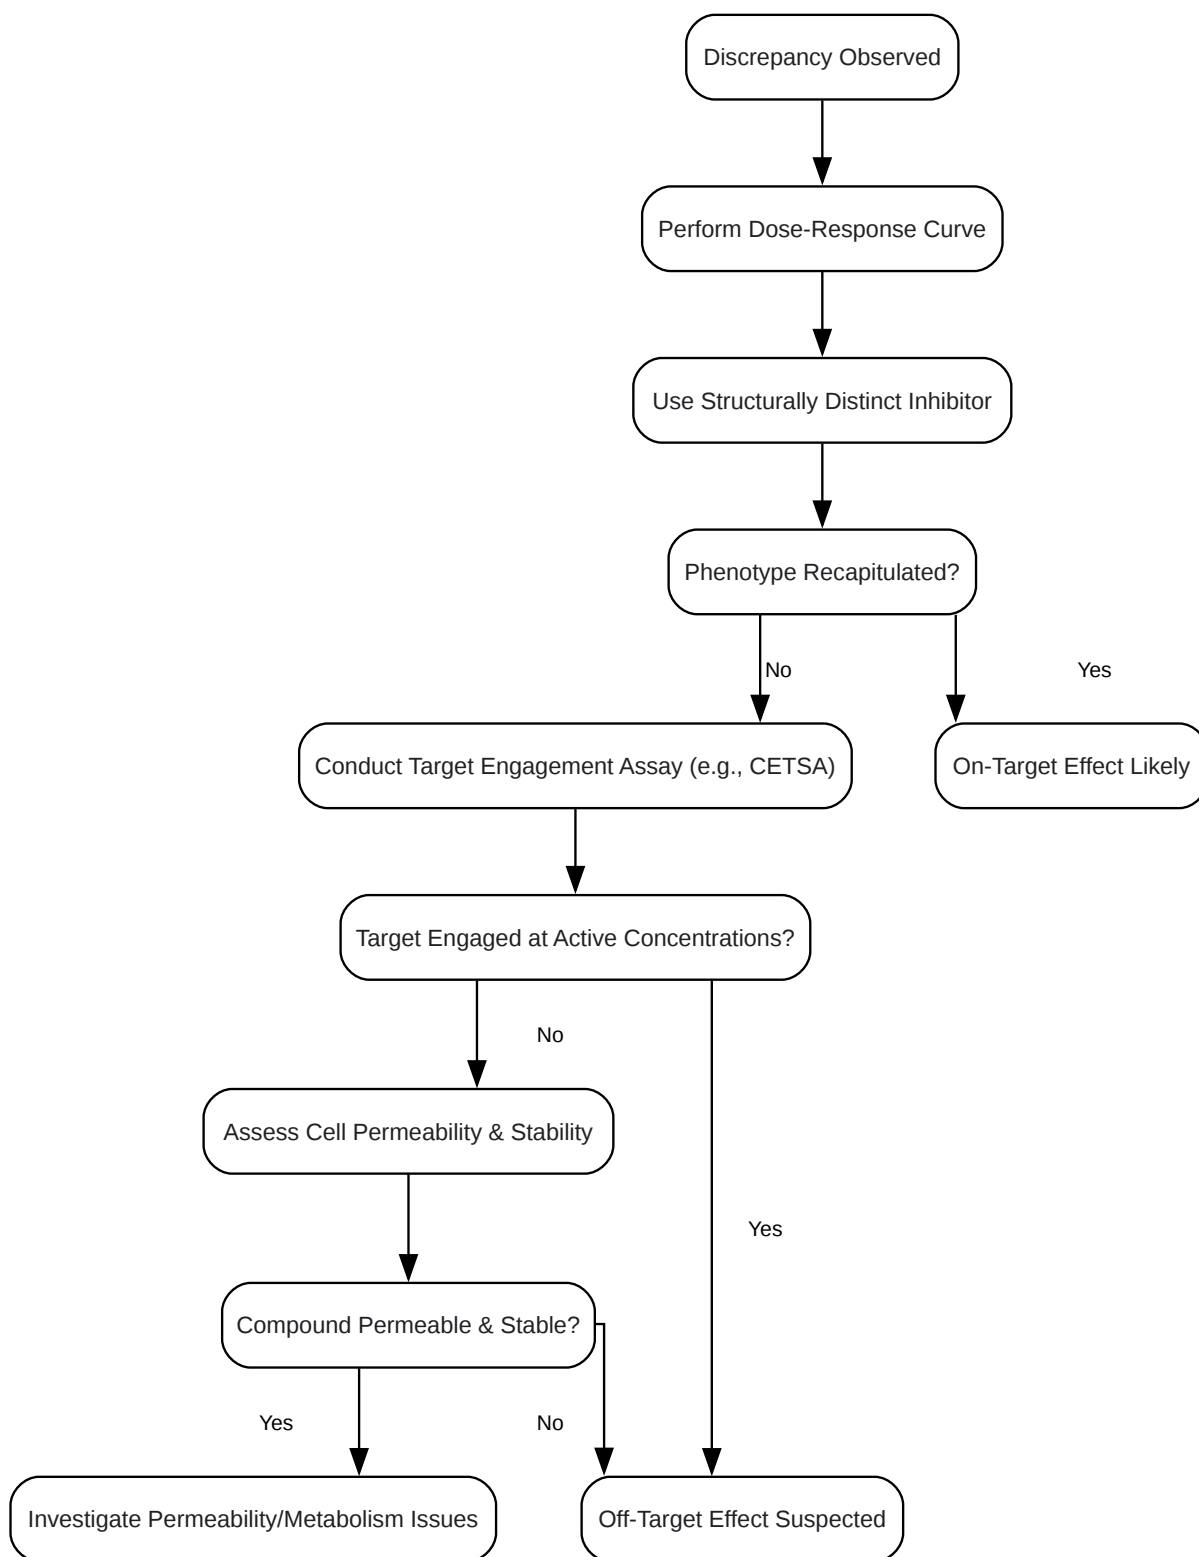 Discrepancy Observed
Perform Dose-Response Curve
Use Structurally Distinct Inhibitor
Phenotype Recapitulated?
No
Yes
Conduct Target Engagement Assay (e.g., CETSA)
On-Target Effect Likely
Target Engaged at Active Concentrations?
No
Assess Cell Permeability & Stability
Yes
Compound Permeable & Stable?
Yes
No
Investigate Permeability/Metabolism Issues
Off-Target Effect Suspected